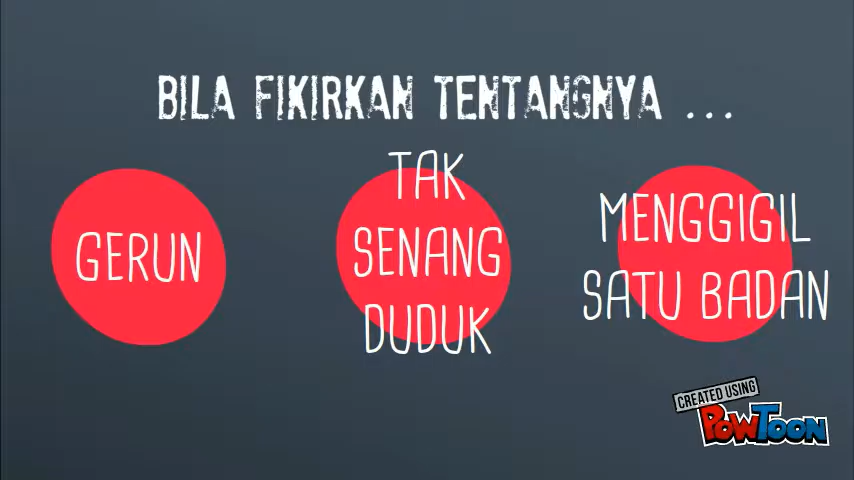 BILA FIKIRKAN TENTANGNYA ...
GERUN
TAK
SENANG
DUDUK
MENGGIGIL
SATU BADAN
CREATED USING
POWTOON